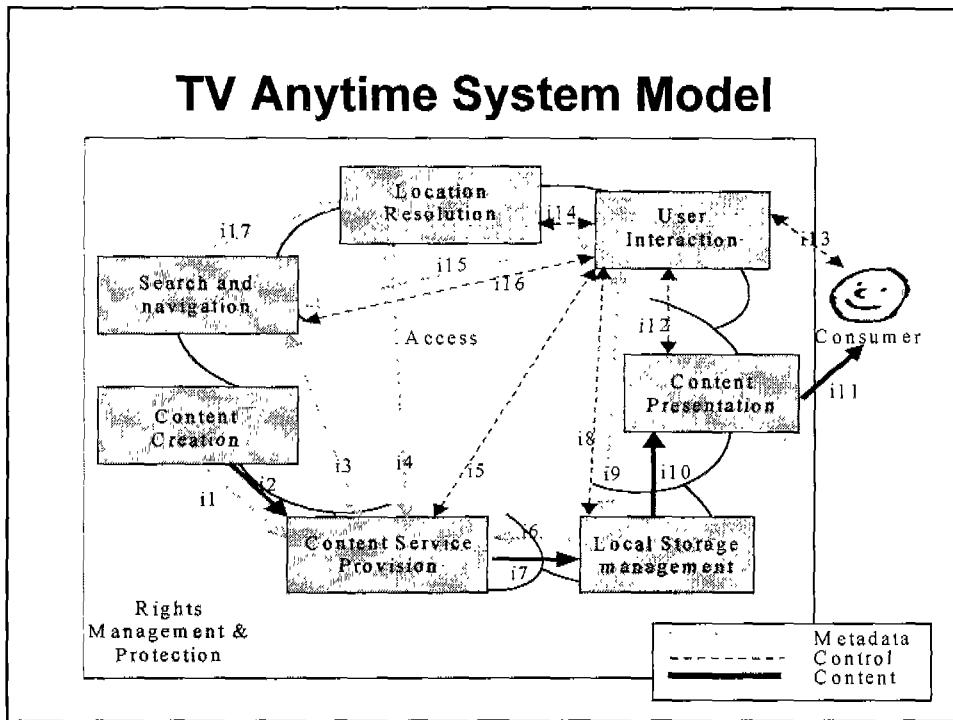 TV Anytime System Model
Location
Resolution
i14
User
Interaction
i13
i17
i15
i16
Search and
navigation
Access
i12
Consumer
Content
Presentation
i11
Content
Creation
i1
i2
i3
i4
i5
i8
i9
i10
i6
i7
Content Service
Provision
Local Storage
management
Rights
Management &
Protection
Metadata
Control
Content